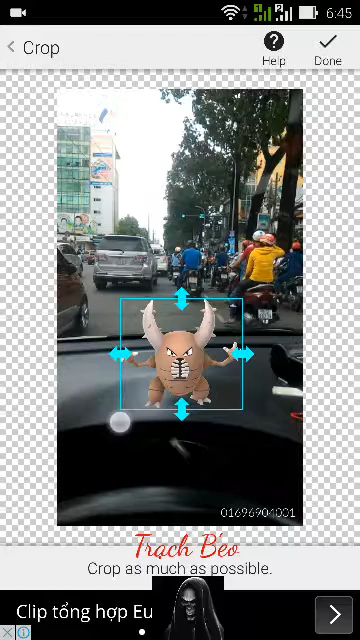 6:45
Crop
Help
Done
01696904001
Trạch Béo
Crop as much as possible.
Clip tổng hợp Eu